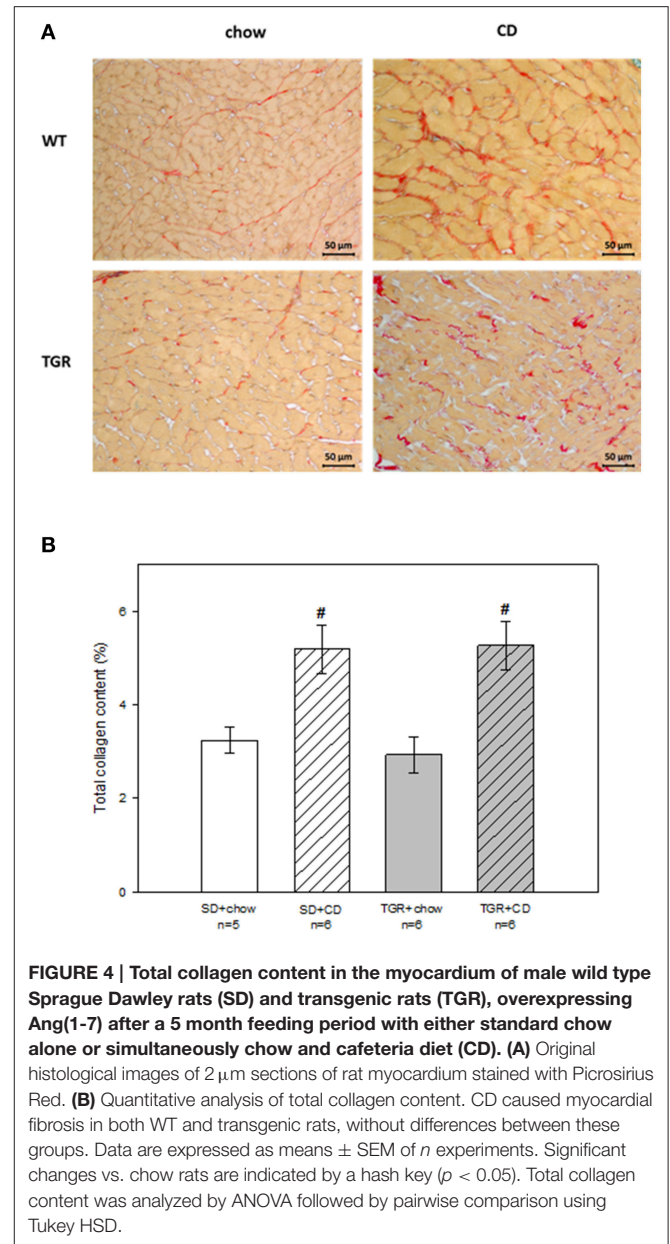 A
chow
CD
WT
50 µm
50 µm
TGR
50 µm
50 µm
B
Total collagen content (%)
6
4
2
0
#
#
SD+chow
n=5
SD+CD
n=6
TGR+chow
n=6
TGR+CD
n=6
FIGURE 4 | Total collagen content in the myocardium of male wild type
Sprague Dawley rats (SD) and transgenic rats (TGR), overexpressing
Ang(1-7) after a 5 month feeding period with either standard chow
alone or simultaneously chow and cafeteria diet (CD). (A) Original
histological images of 2 µm sections of rat myocardium stained with Picrosirius
Red. (B) Quantitative analysis of total collagen content. CD caused myocardial
fibrosis in both WT and transgenic rats, without differences between these
groups. Data are expressed as means ± SEM of n experiments. Significant
changes vs. chow rats are indicated by a hash key (p < 0.05). Total collagen
content was analyzed by ANOVA followed by pairwise comparison using
Tukey HSD.